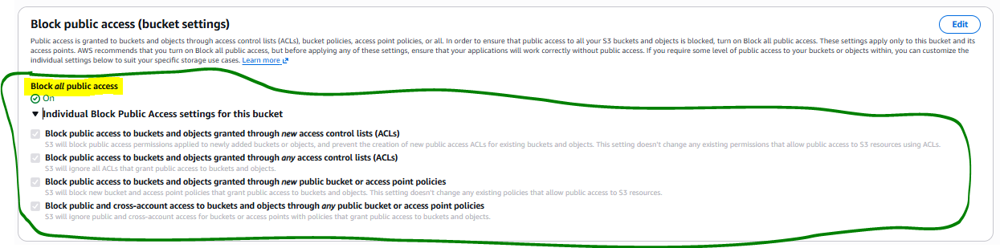 Block public access (bucket settings)
Edit
Public access is granted to buckets and objects through access control lists (ACLs), bucket policies, access point policies, or all. In order to ensure that public access to all your S3 buckets and objects is blocked, turn on Block all public access. These settings apply only to this bucket and its
access points. AWS recommends that you turn on Block all public access, but before applying any of these settings, ensure that your applications will work correctly without public access. If you require some level of public access to your buckets or objects within, you can customize the
individual settings below to suit your specific storage use cases. Learn more
Block all public access
On
Individual Block Public Access settings for this bucket
Block public access to buckets and objects granted through new access control lists (ACLs)
S3 will block public access permissions applied to newly added buckets or objects, and prevent the creation of new public access ACLs for existing buckets and objects. This setting doesn't change any existing permissions that allow public access to S3 resources using ACLs.
Block public access to buckets and objects granted through any access control lists (ACLs)
S3 will ignore all ACLs that grant public access to buckets and objects.
Block public access to buckets and objects granted through new public bucket or access point policies
S3 will block new bucket and access point policies that grant public access to buckets and objects. This setting doesn't change any existing policies that allow public access to S3 resources.
Block public and cross-account access to buckets and objects through any public bucket or access point policies
S3 will ignore public and cross-account access for buckets or access points with policies that grant public access to buckets and objects.